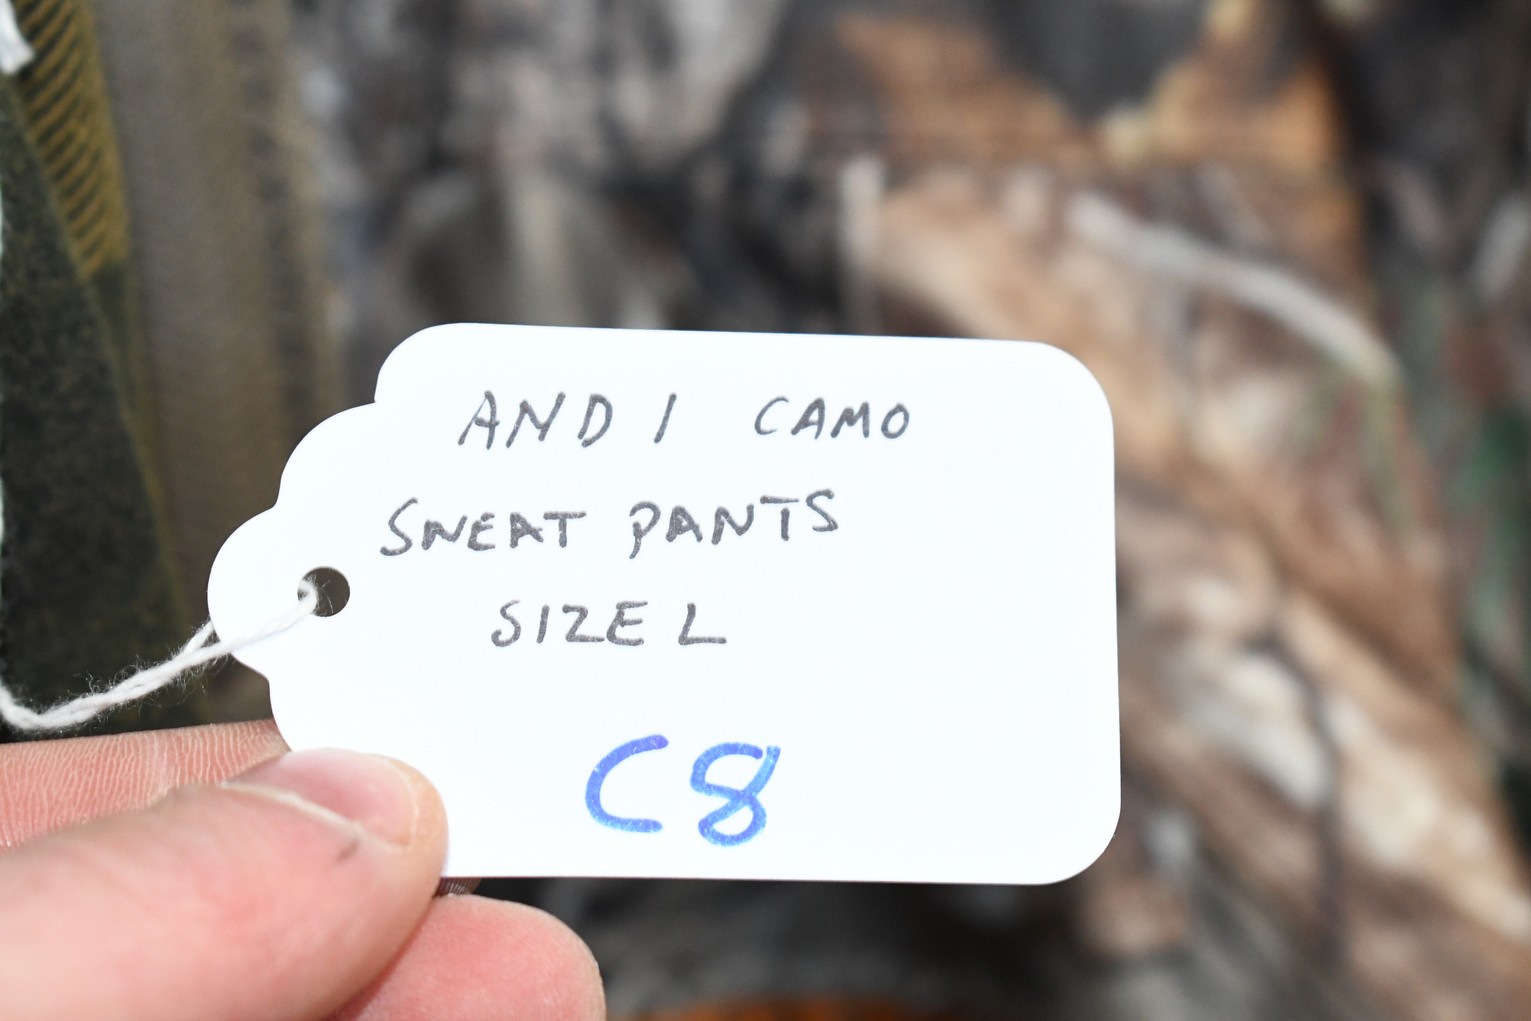 AND 1 CAMO
SWEAT PANTS
SIZE L
C8